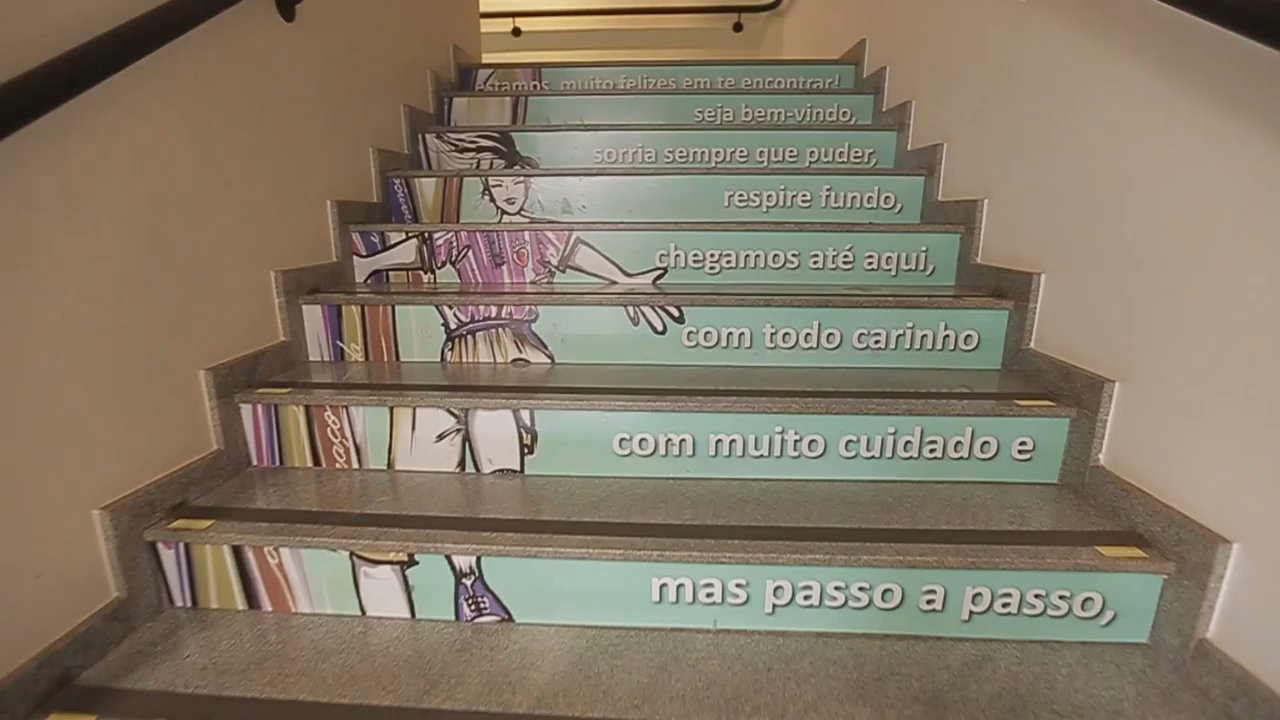 estamos muito felizes em te encontrar!
seja bem-vindo,
sorria sempre que puder,
respire fundo,
chegamos até aqui,
com todo carinho
com muito cuidado e
mas passo a passo,